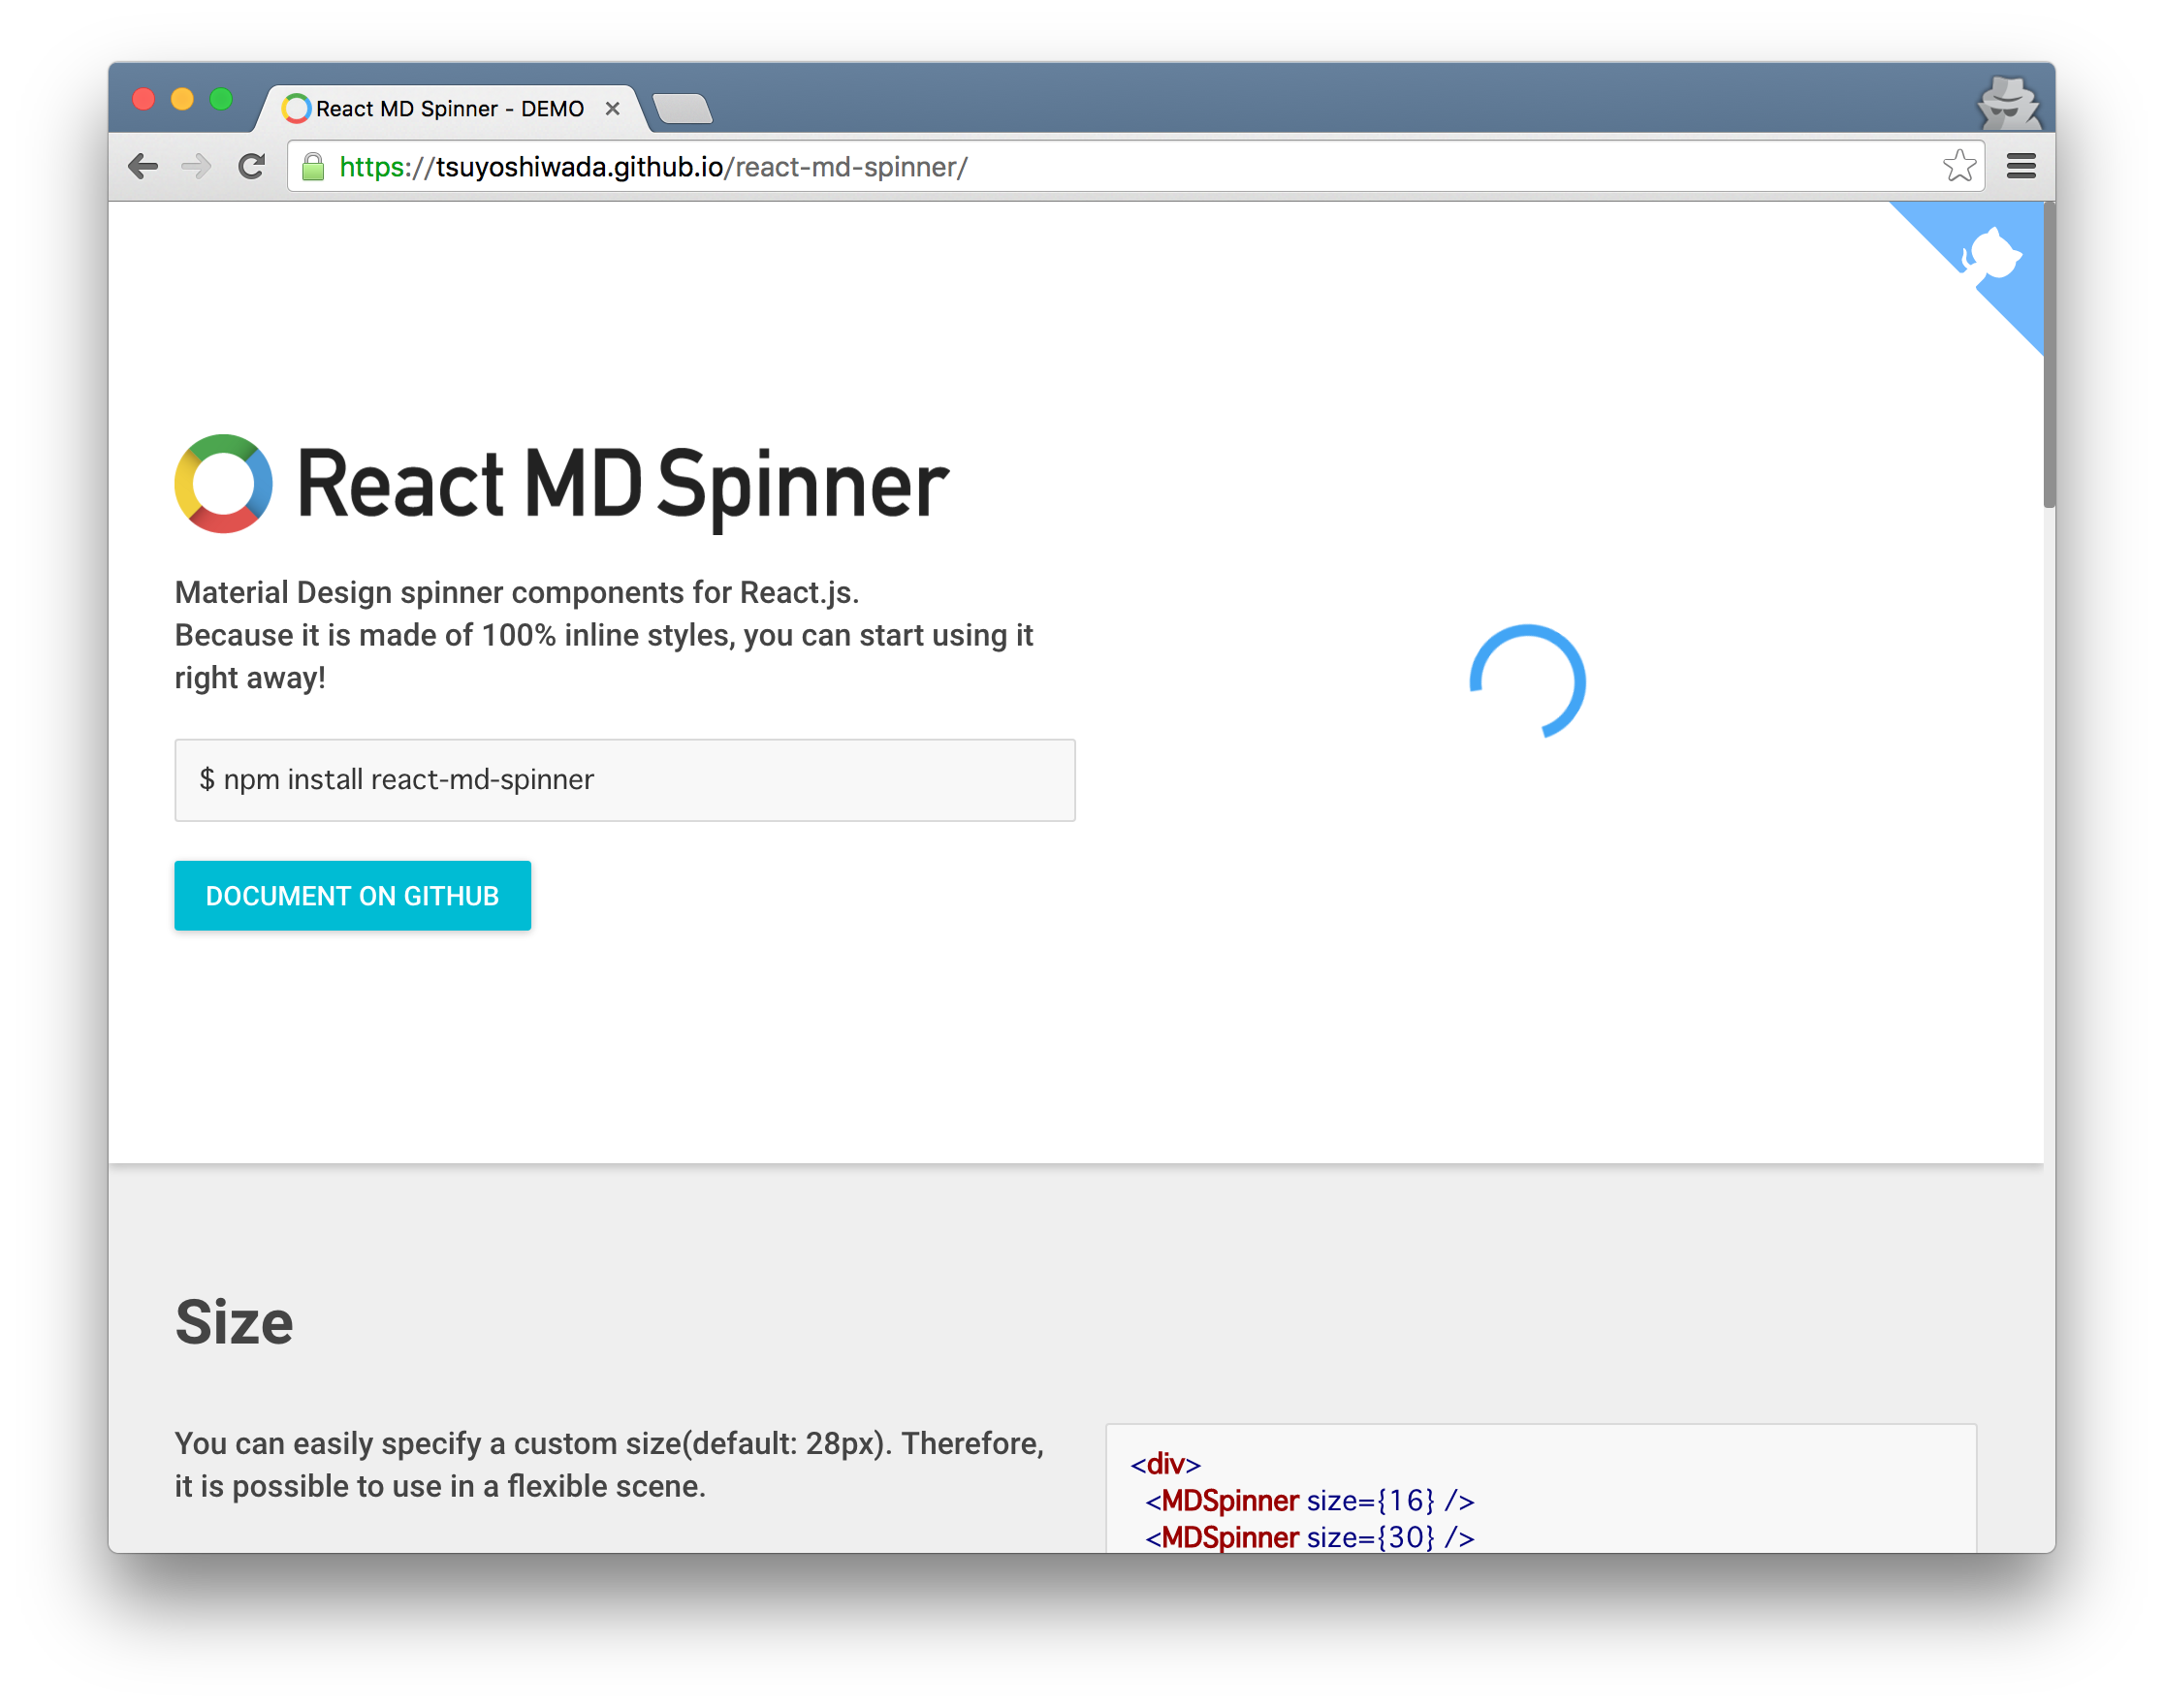 React MD Spinner - DEMO
https://tsuyoshiwada.github.io/react-md-spinner/
React MD Spinner
Material Design spinner components for React.js.
Because it is made of 100% inline styles, you can start using it
right away!
$ npm install react-md-spinner
DOCUMENT ON GITHUB
Size
You can easily specify a custom size(default: 28px). Therefore,
it is possible to use in a flexible scene.
<div>
<MDSpinner size={16} />
<MDSpinner size={30} />